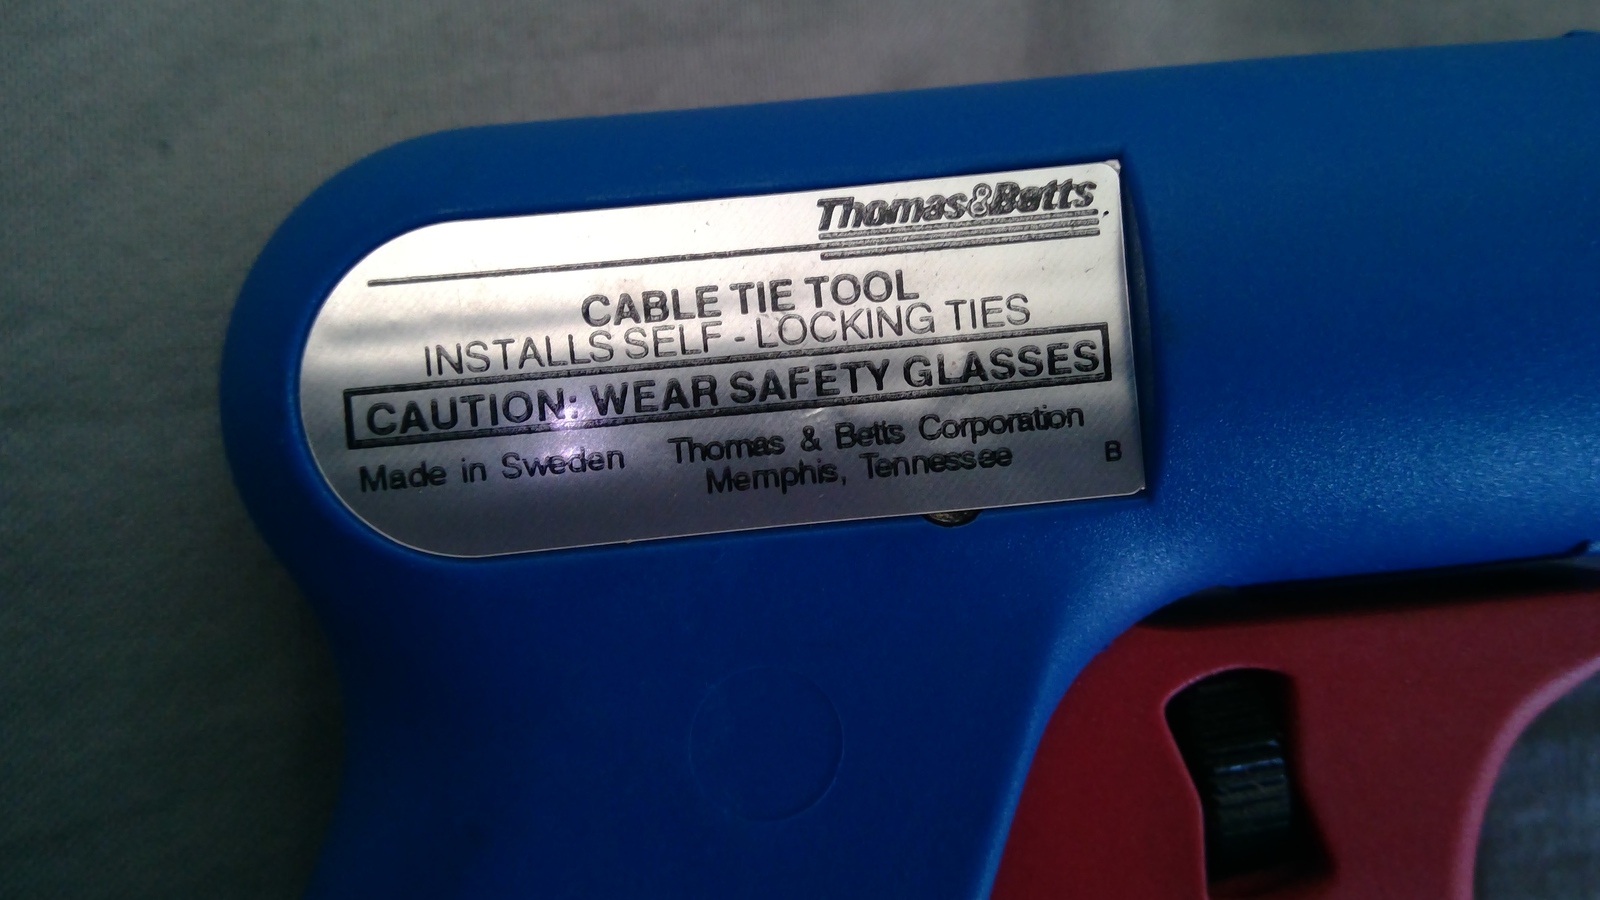 Thomas&Betts
CABLE TIE TOOL
INSTALLS SELF - LOCKING TIES
CAUTION: WEAR SAFETY GLASSES
Made in Sweden Thomas & Betts Corporation
Memphis, Tennessee B